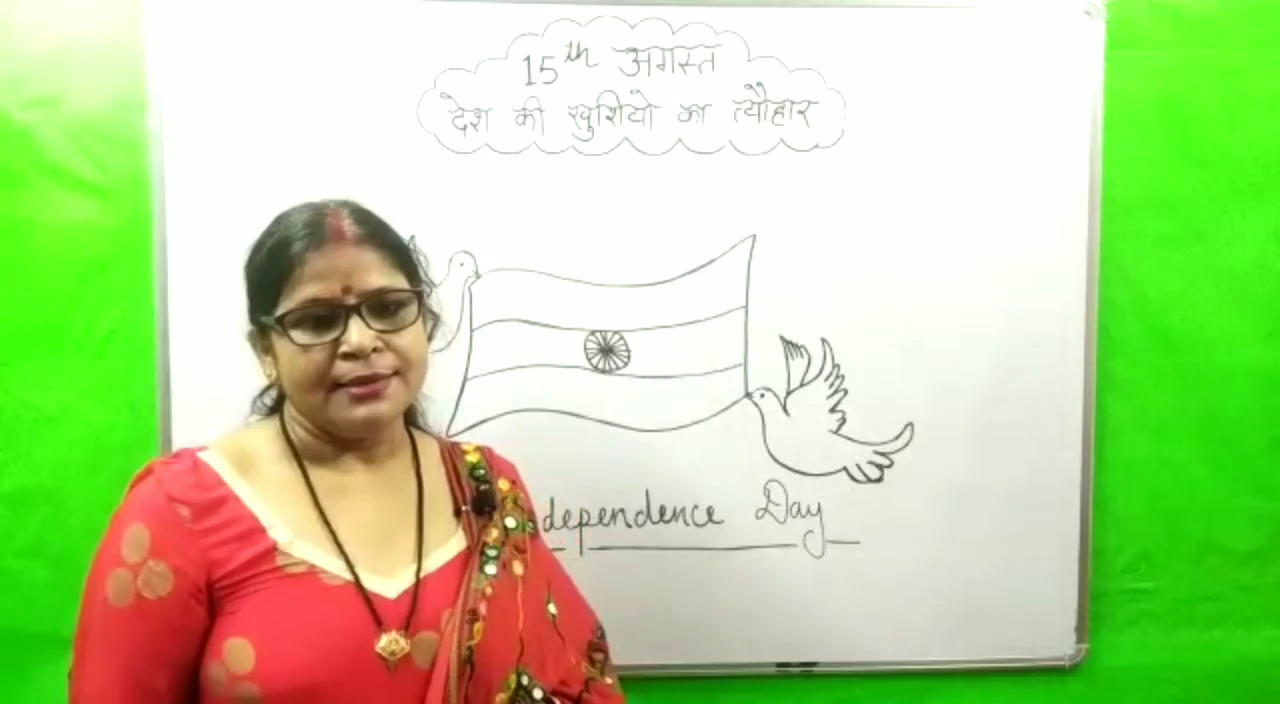 15th अगस्त
देश की खुशियो का त्यौहार
dependence Day